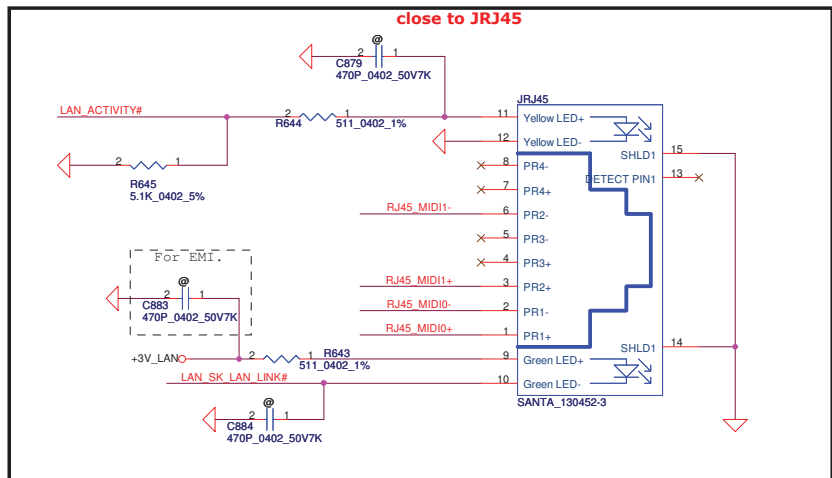 close to JRJ45
@
2 1
C879
470P_0402_50V7K
LAN_ACTIVITY#
2 1
R644 511_0402_1%
2 1
R645
5.1K_0402_5%
JRJ45
11 Yellow LED+
12 Yellow LED-
8 PR4-
7 PR4+
RJ45_MIDI1- 6 PR2-
5 PR3-
4 PR3+
RJ45_MIDI1+ 3 PR2+
RJ45_MIDI0- 2 PR1-
RJ45_MIDI0+ 1 PR1+
9 Green LED+
10 Green LED-
SHLD1 15
DETECT PIN1 13
SHLD1 14
SANTA_130452-3
For EMI.
@
2 1
C883
470P_0402_50V7K
+3V_LAN
2 1
R643
511_0402_1%
LAN_SK_LAN_LINK#
@
2 1
C884
470P_0402_50V7K